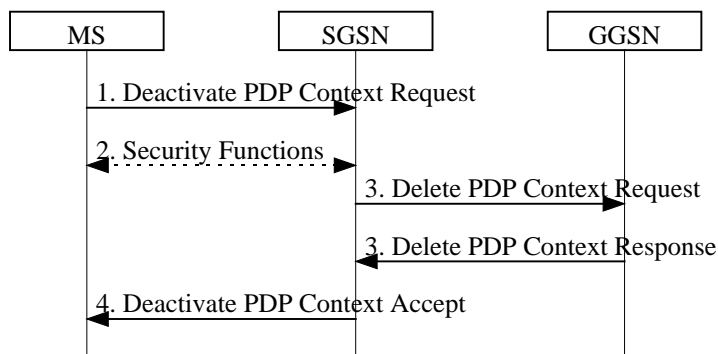 MS SGSN GGSN
1. Deactivate PDP Context Request
2. Security Functions
3. Delete PDP Context Request
3. Delete PDP Context Response
4. Deactivate PDP Context Accept